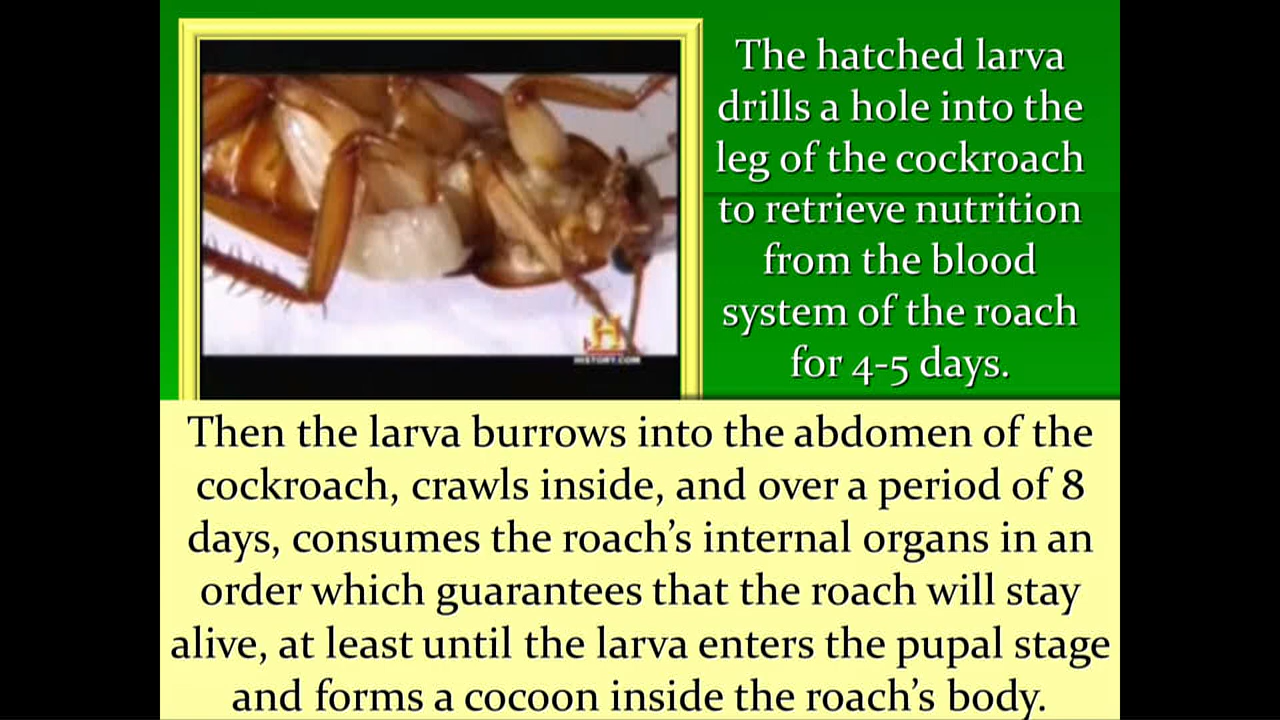 The hatched larva
drills a hole into the
leg of the cockroach
to retrieve nutrition
from the blood
system of the roach
for 4-5 days.
H
HISTORY.COM
Then the larva burrows into the abdomen of the
cockroach, crawls inside, and over a period of 8
days, consumes the roach’s internal organs in an
order which guarantees that the roach will stay
alive, at least until the larva enters the pupal stage
and forms a cocoon inside the roach’s body.